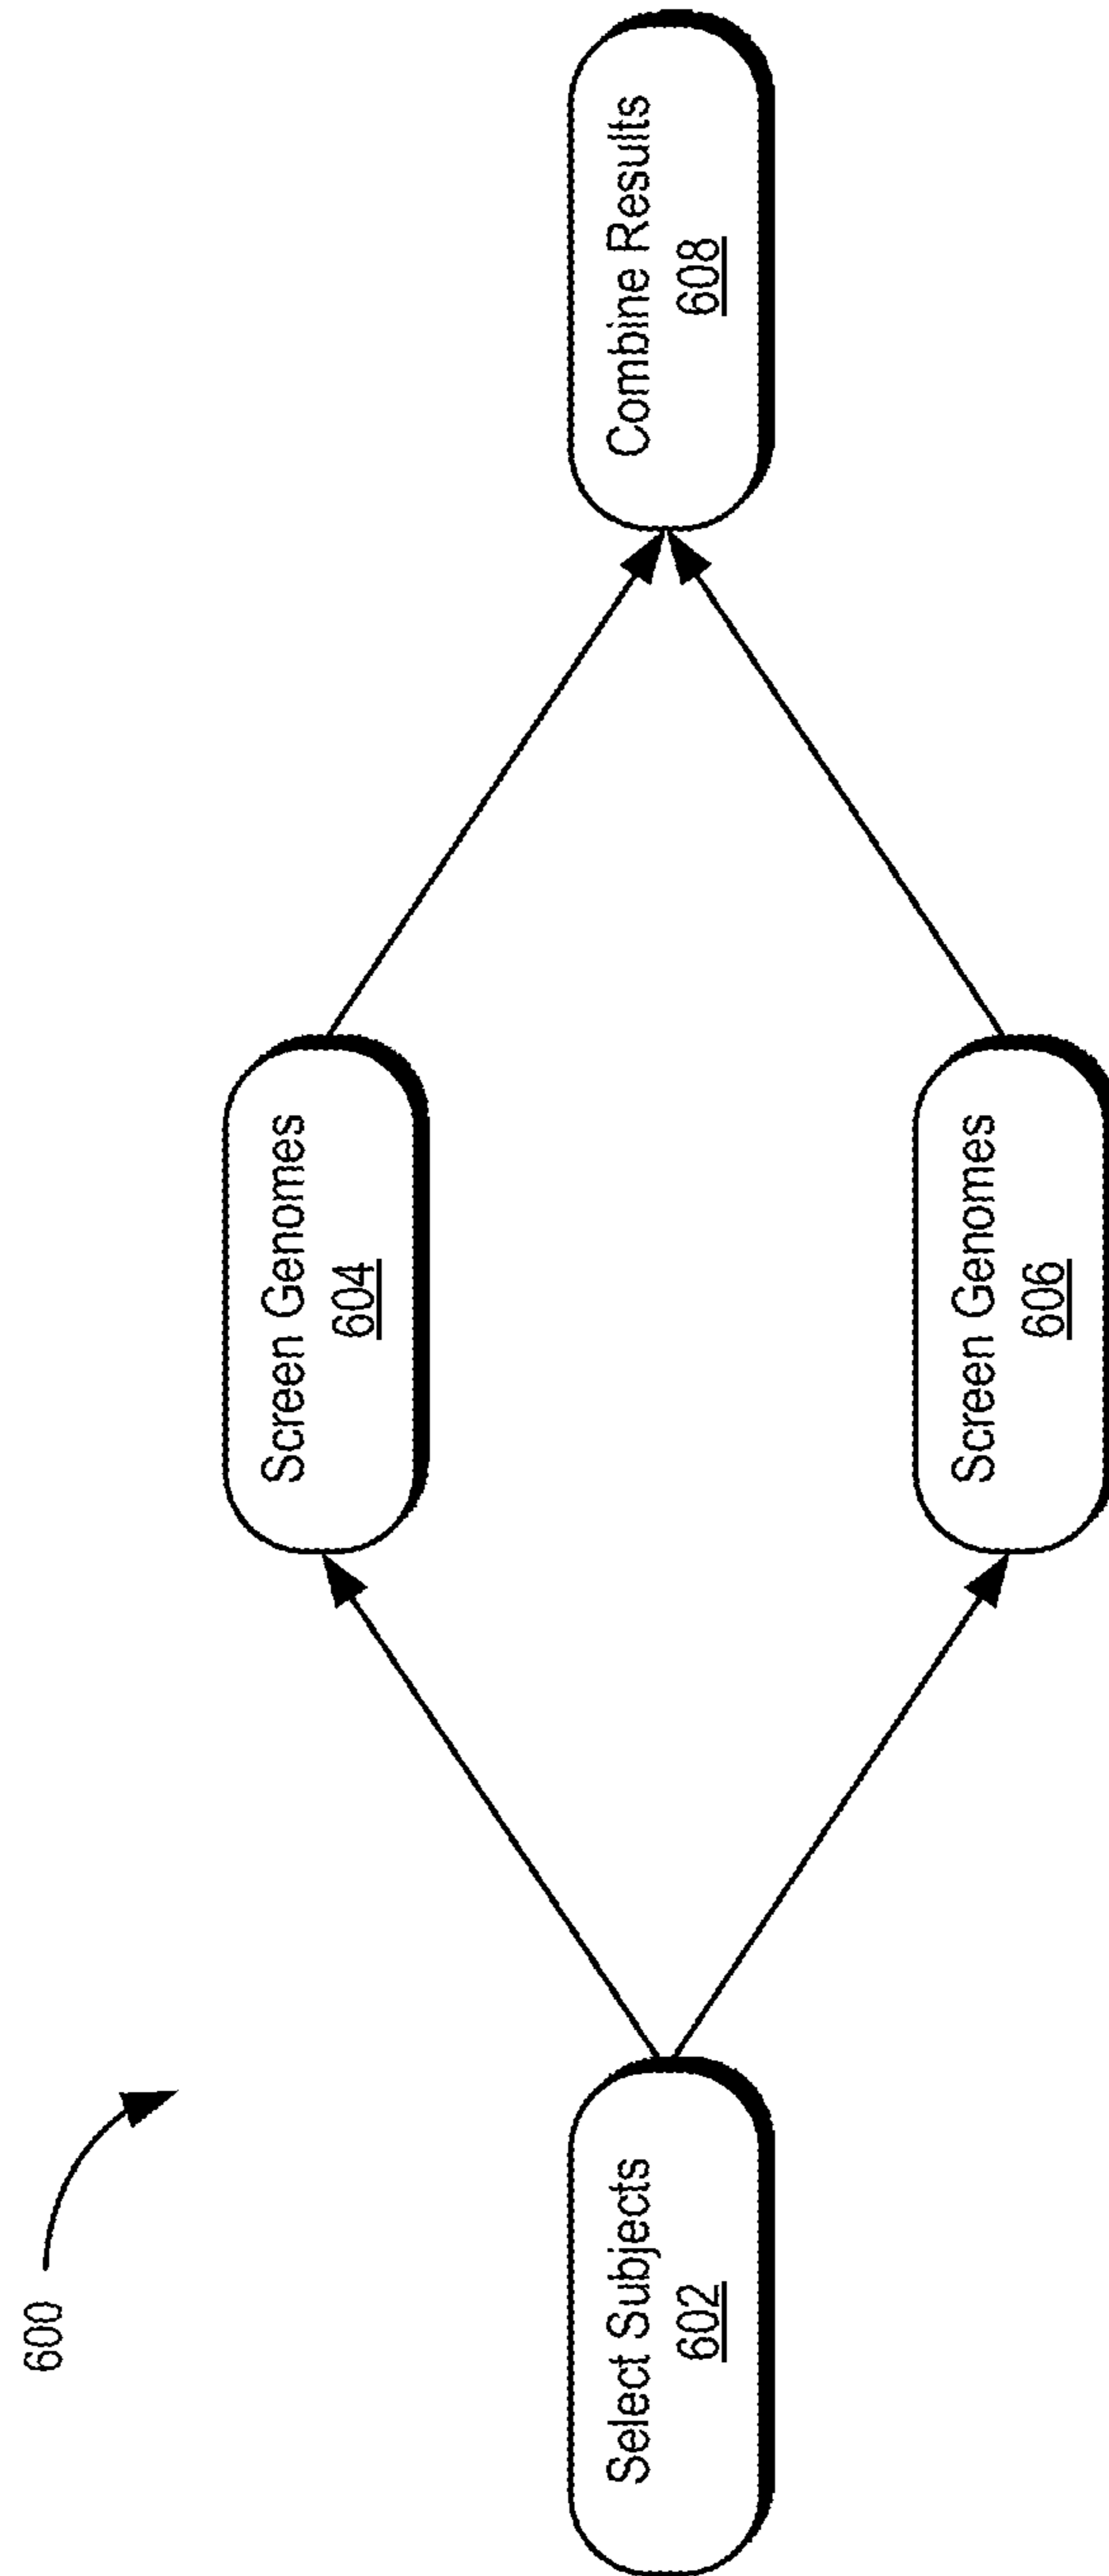 600
Select Subjects
602
Screen Genomes
604
Screen Genomes
606
Combine Results
608